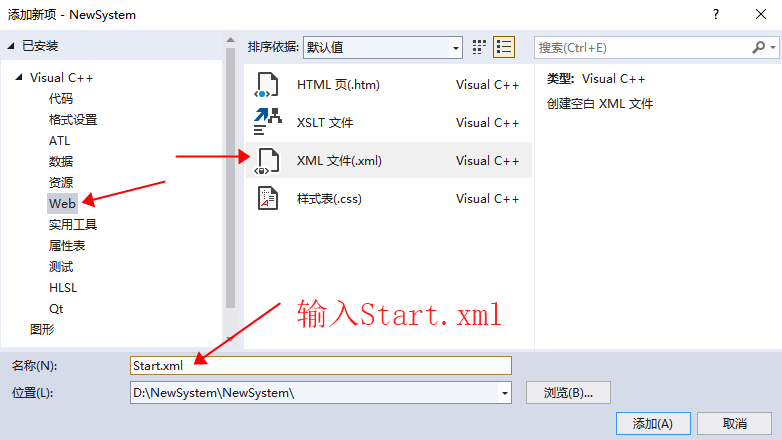 添加新项 - NewSystem
? ×
已安装
排序依据: 默认值
搜索(Ctrl+E)
Visual C++
代码
格式设置
ATL
数据
资源
Web
实用工具
属性表
测试
HLSL
Qt
图形
HTML 页(.htm) Visual C++
XSLT 文件 Visual C++
XML 文件(.xml) Visual C++
样式表(.css) Visual C++
类型: Visual C++
创建空白 XML 文件
输入Start.xml
名称(N): Start.xml
位置(L): D:\NewSystem\NewSystem\ 浏览(B)...
添加(A) 取消